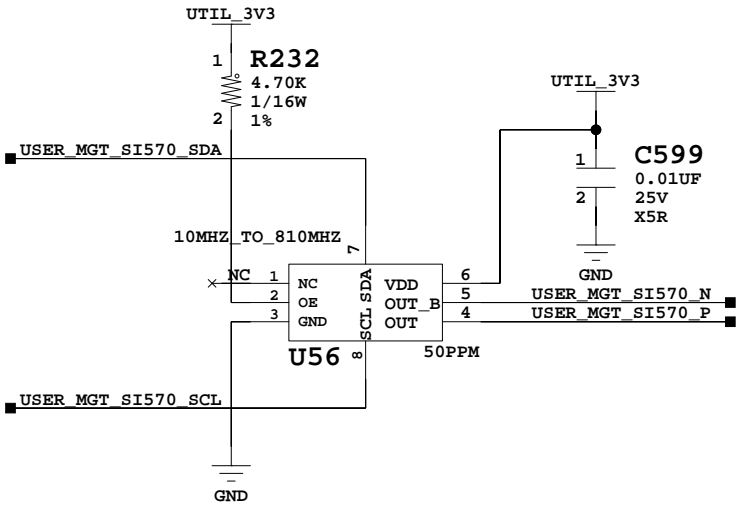 UTIL_3V3
1
R232
4.70K
1/16W
1%
2
UTIL_3V3
1
C599
0.01UF
25V
X5R
2
GND
USER_MGT_SI570_SDA
10MHZ_TO_810MHZ
7
NC 1 NC SDA VDD 6
2 OE OUT_B 5 USER_MGT_SI570_N
3 GND SCL OUT 4 USER_MGT_SI570_P
U56 8 50PPM
USER_MGT_SI570_SCL
GND